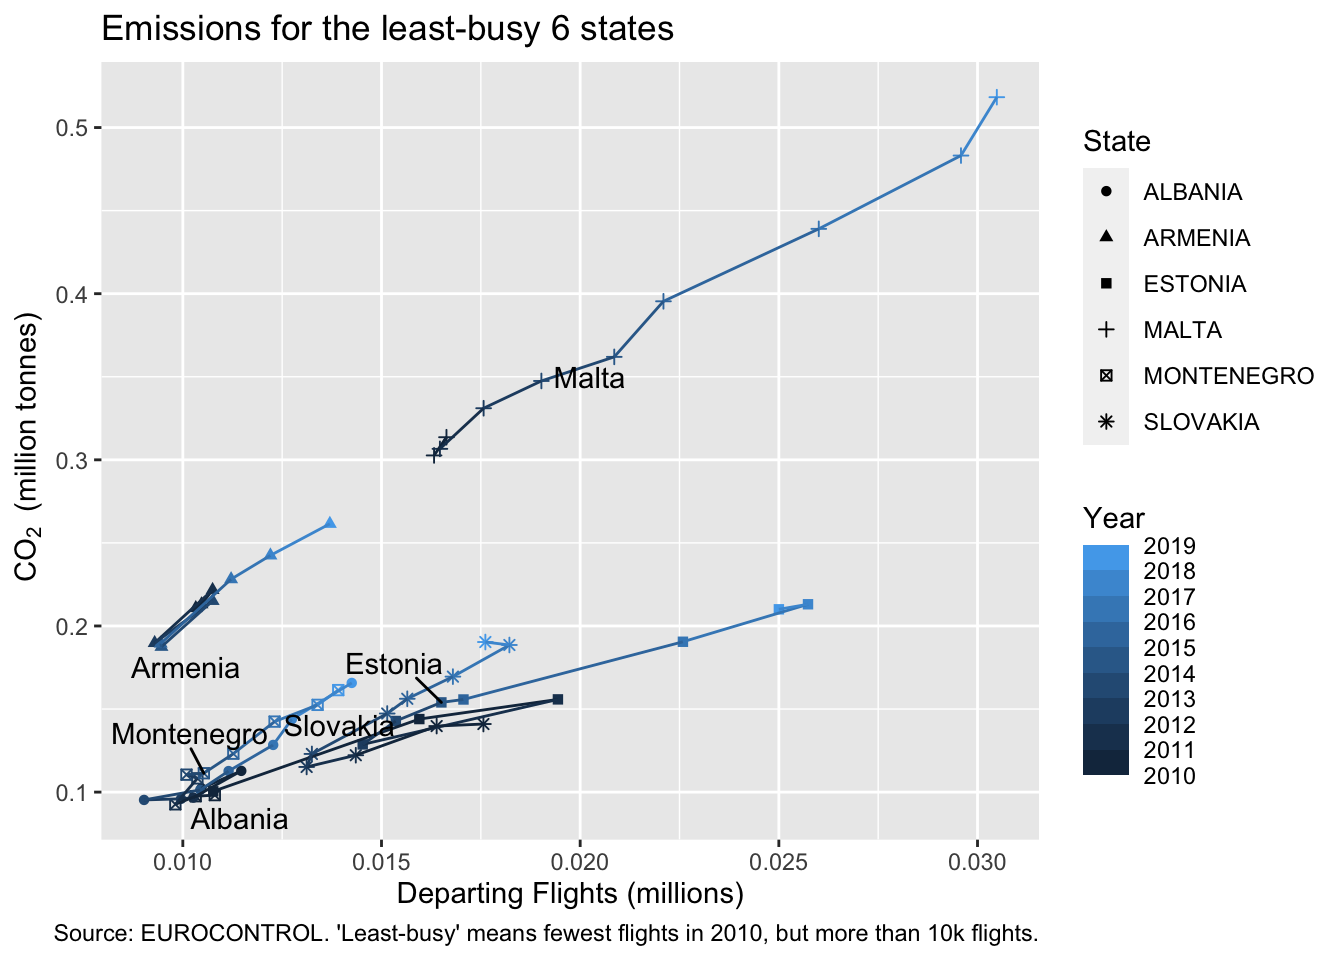 Emissions for the least-busy 6 states
CO2 (million tonnes)
0.5
0.4
0.3
0.2
0.1
Malta
Armenia
Estonia
Slovakia
Montenegro
Albania
0.010
0.015
0.020
0.025
0.030
Departing Flights (millions)
State
ALBANIA
ARMENIA
ESTONIA
MALTA
MONTENEGRO
SLOVAKIA
Year
2019
2018
2017
2016
2015
2014
2013
2012
2011
2010
Source: EUROCONTROL. 'Least-busy' means fewest flights in 2010, but more than 10k flights.